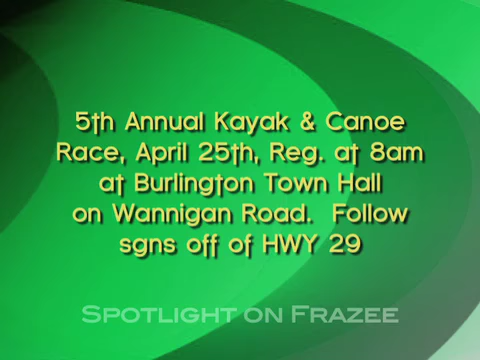 5th Annual Kayak & Canoe
Race, April 25th, Reg. at 8am
at Burlington Town Hall
on Wannigan Road.  Follow
sgns off of HWY 29
Spotlight on Frazee